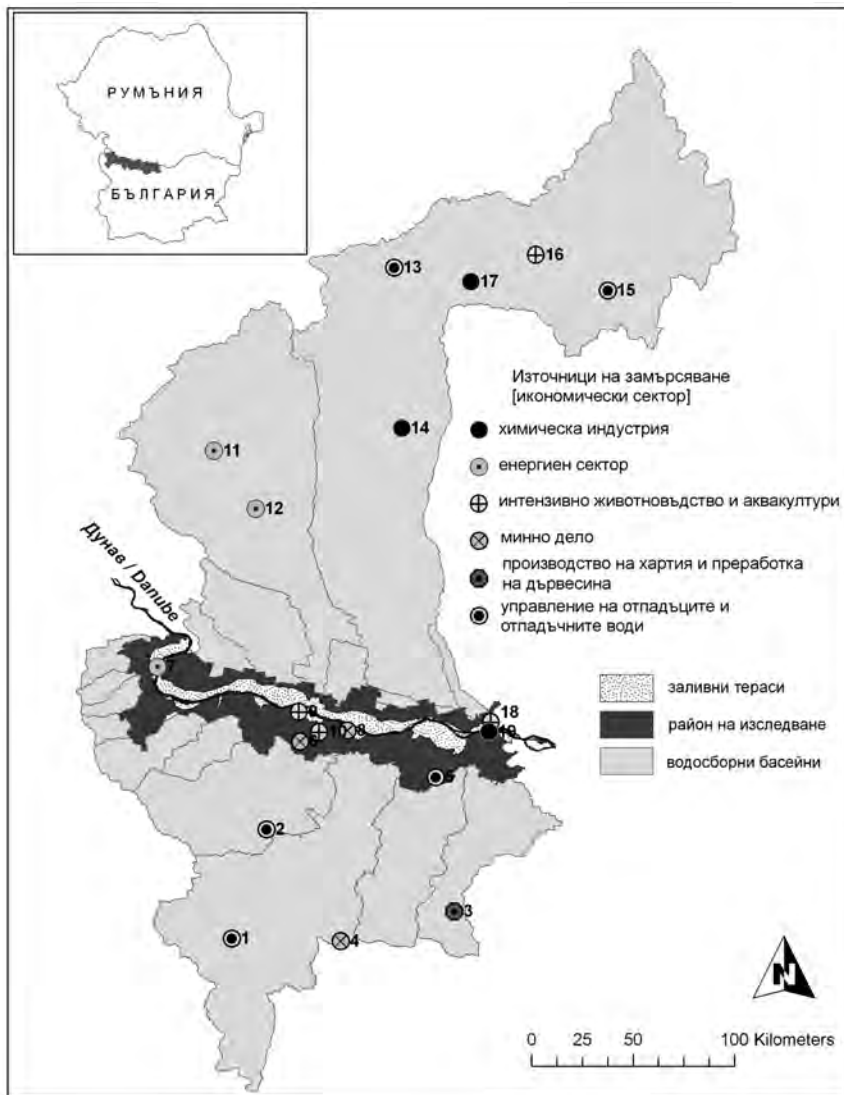 РУМЪНИЯ
БЪЛГАРИЯ
13
16
17
15
Източници на замърсяване
[икономически сектор]
14
химическа индустрия
11
енергиен сектор
12
интензивно животновъдство и аквакултури
минно дело
Дунав / Danube
производство на хартия и преработка
на дървесина
управление на отпадъците и
отпадъчните води
7
заливни тераси
9
18
район на изследване
10
8
19
6
водосборни басейни
5
2
3
1
4
N
0 25 50 100 Kilometers